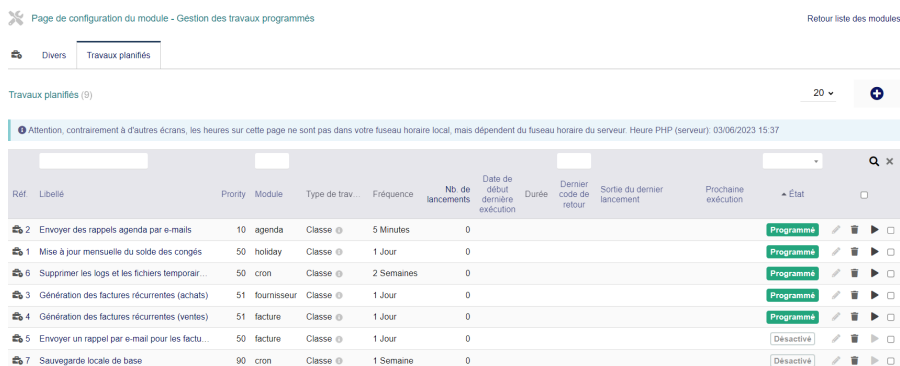 Page de configuration du module - Gestion des travaux programmés
Retour liste des modules
Divers
Travaux planifiés
Travaux planifiés (9)
20
Attention, contrairement à d'autres écrans, les heures sur cette page ne sont pas dans votre fuseau horaire local, mais dépendent du fuseau horaire du serveur. Heure PHP (serveur): 03/06/2023 15:37
Réf. Libellé Prority Module Type de trav... Fréquence Nb. de lancements Date de début dernière exécution Durée Dernier code de retour Sortie du dernier lancement Prochaine exécution État
2 Envoyer des rappels agenda par e-mails 10 agenda Classe 5 Minutes 0 Programmé
1 Mise à jour mensuelle du solde des congés 50 holiday Classe 1 Jour 0 Programmé
6 Supprimer les logs et les fichiers temporair... 50 cron Classe 2 Semaines 0 Programmé
3 Génération des factures récurrentes (achats) 51 fournisseur Classe 1 Jour 0 Programmé
4 Génération des factures récurrentes (ventes) 51 facture Classe 1 Jour 0 Programmé
5 Envoyer un rappel par e-mail pour les factu... 50 facture Classe 1 Jour 0 Désactivé
7 Sauvegarde locale de base 90 cron Classe 1 Semaine 0 Désactivé